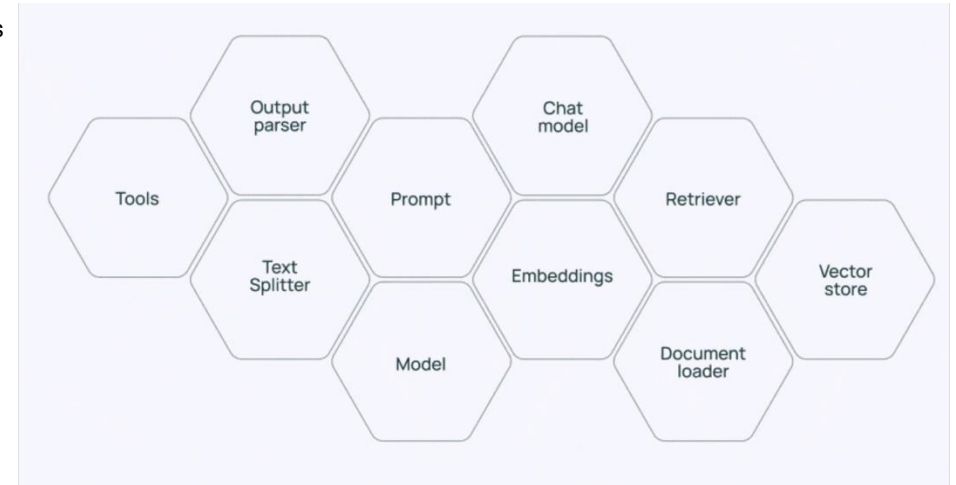 s
Output
parser
Chat
model
Tools
Prompt
Retriever
Text
Splitter
Embeddings
Vector
store
Model
Document
loader